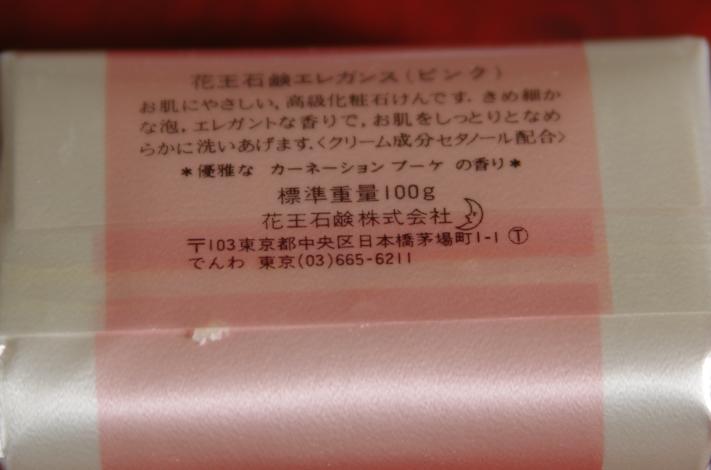 花王石鹸エレガンス(ピンク)
お肌にやさしい,高級化粧石けんです.きめ細か
な泡,エレガントな香りで,お肌をしっとりとなめ
らかに洗いあげます.〈クリーム成分セタノール配合〉
*優雅な カーネーション ブーケ の香り*
標準重量100g
花王石鹸株式会社
〒103東京都中央区日本橋茅場町1-1 Ⓣ
でんわ 東京(03)665-6211